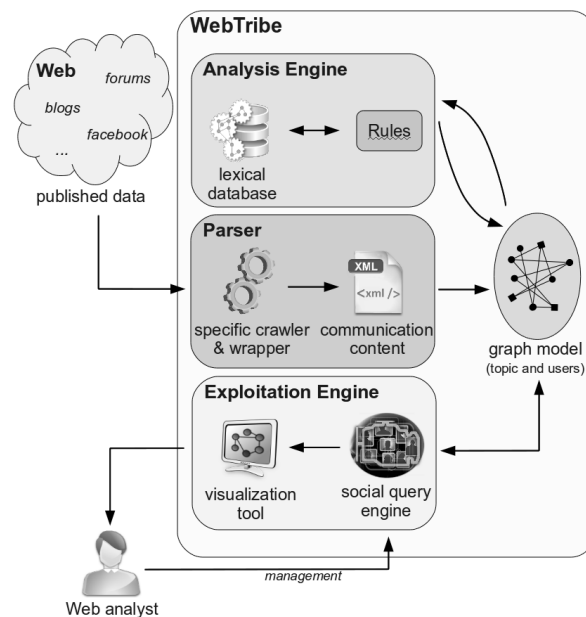 WebTribe
Web
forums
blogs
facebook
...
published data
Analysis Engine
Rules
lexical
database
Parser
XML
<xml />
specific crawler
& wrapper
communication
content
graph model
(topic and users)
Exploitation Engine
visualization
tool
social query
engine
management
Web analyst